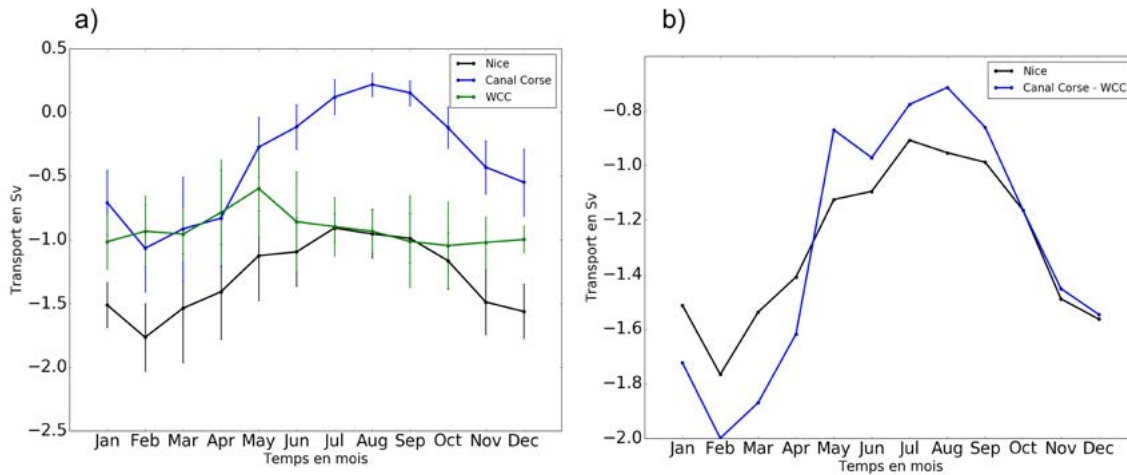 a)
0.5
0.0
−0.5
−1.0
−1.5
−2.0
−2.5
Transport en Sv
Nice
Canal Corse
WCC
Jan Feb Mar Apr May Jun Jul Aug Sep Oct Nov Dec
Temps en mois
b)
−0.8
−1.0
−1.2
−1.4
−1.6
−1.8
−2.0
Transport en Sv
Nice
Canal Corse - WCC
Jan Feb Mar Apr May Jun Jul Aug Sep Oct Nov Dec
Temps en mois